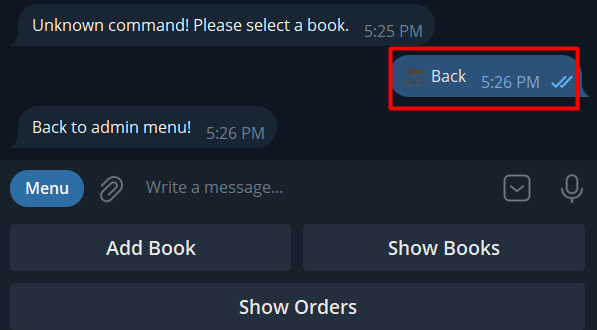 Unknown command! Please select a book. 5:25 PM
Back 5:26 PM
Back to admin menu! 5:26 PM
Menu Write a message...
Add Book Show Books
Show Orders